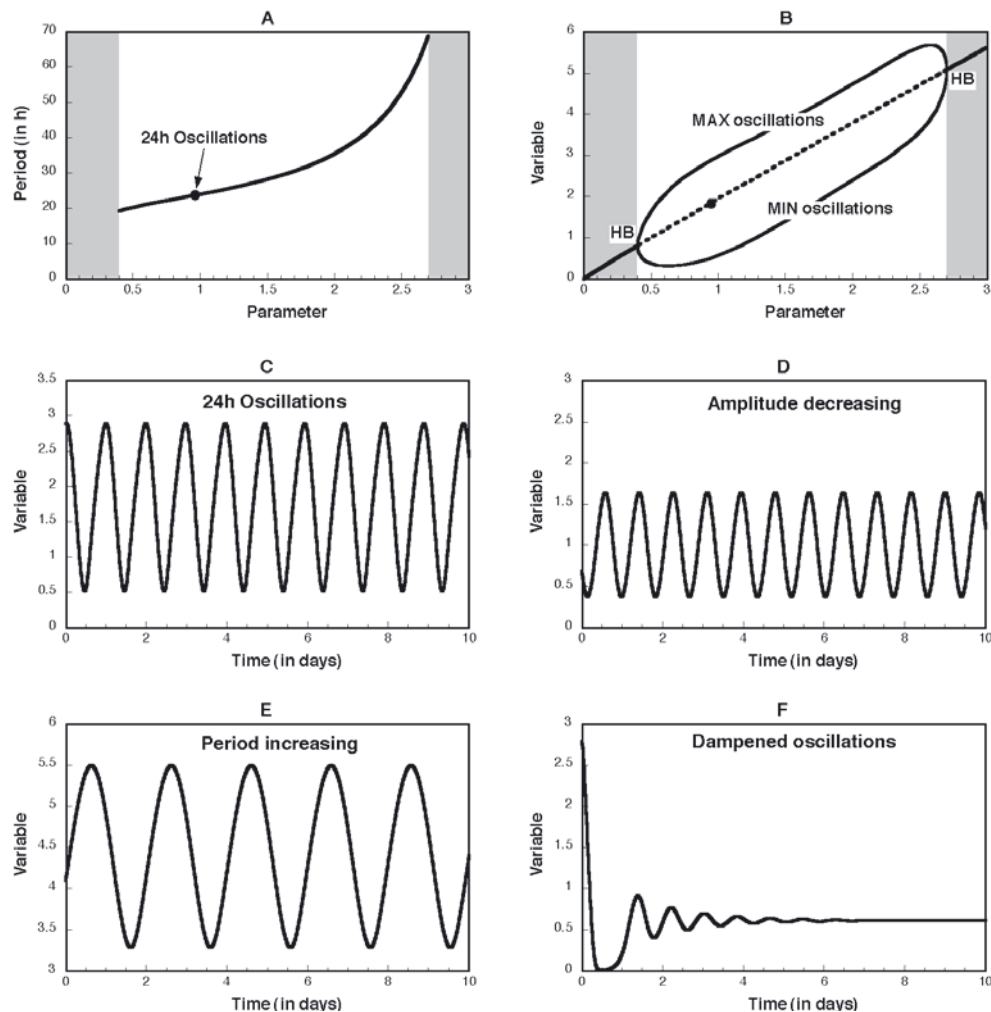 A
70
60
50
40
30
20
10
0
Period (in h)
24h Oscillations
0 0.5 1 1.5 2 2.5 3
Parameter
B
6
5
4
3
2
1
0
Variable
MAX oscillations
MIN oscillations
HB
HB
0 0.5 1 1.5 2 2.5 3
Parameter
C
3.5
3
2.5
2
1.5
1
0.5
0
Variable
24h Oscillations
0 2 4 6 8 10
Time (in days)
D
3
2.5
2
1.5
1
0.5
0
Variable
Amplitude decreasing
0 2 4 6 8 10
Time (in days)
E
6
5.5
5
4.5
4
3.5
3
Variable
Period increasing
0 2 4 6 8 10
Time (in days)
F
3
2.5
2
1.5
1
0.5
0
Variable
Dampened oscillations
0 2 4 6 8 10
Time (in days)